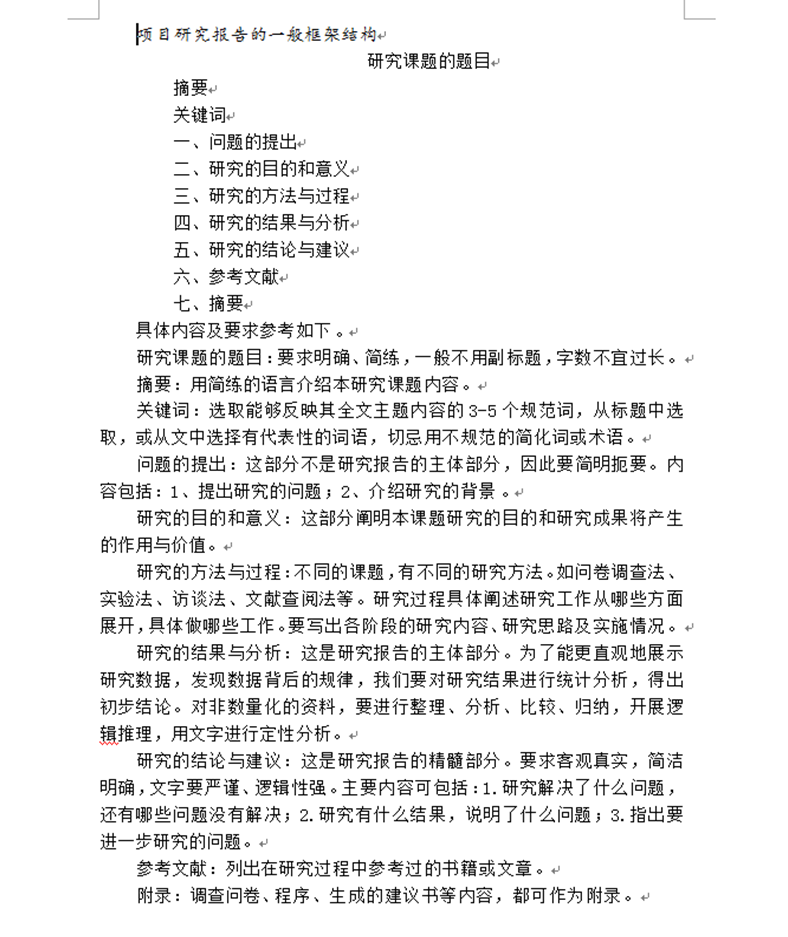 项目研究报告的一般框架结构
研究课题的题目
摘要
关键词
一、问题的提出
二、研究的目的和意义
三、研究的方法与过程
四、研究的结果与分析
五、研究的结论与建议
六、参考文献
七、摘要
具体内容及要求参考如下。
研究课题的题目:要求明确、简练,一般不用副标题,字数不宜过长。
摘要：用简练的语言介绍本研究课题内容。
关键词：选取能够反映其全文主题内容的3-5个规范词，从标题中选
取，或从文中选择有代表性的词语，切忌用不规范的简化词或术语。
问题的提出：这部分不是研究报告的主体部分，因此要简明扼要。内
容包括：1、提出研究的问题；2、介绍研究的背景。
研究的目的和意义：这部分阐明本课题研究的目的和研究成果将产生
的作用与价值。
研究的方法与过程：不同的课题，有不同的研究方法。如问卷调查法、
实验法、访谈法、文献查阅法等。研究过程具体阐述研究工作从哪些方面
展开，具体做哪些工作。要写出各阶段的研究内容、研究思路及实施情况。
研究的结果与分析：这是研究报告的主体部分。为了能更直观地展示
研究数据，发现数据背后的规律，我们要对研究结果进行统计分析，得出
初步结论。对非数量化的资料，要进行整理、分析、比较、归纳，开展逻
辑推理，用文字进行定性分析。
研究的结论与建议：这是研究报告的精髓部分。要求客观真实，简洁
明确，文字要严谨、逻辑性强。主要内容可包括：1.研究解决了什么问题，
还有哪些问题没有解决；2.研究有什么结果，说明了什么问题；3.指出要
进一步研究的问题。
参考文献：列出在研究过程中参考过的书籍或文章。
附录：调查问卷、程序、生成的建议书等内容，都可作为附录。